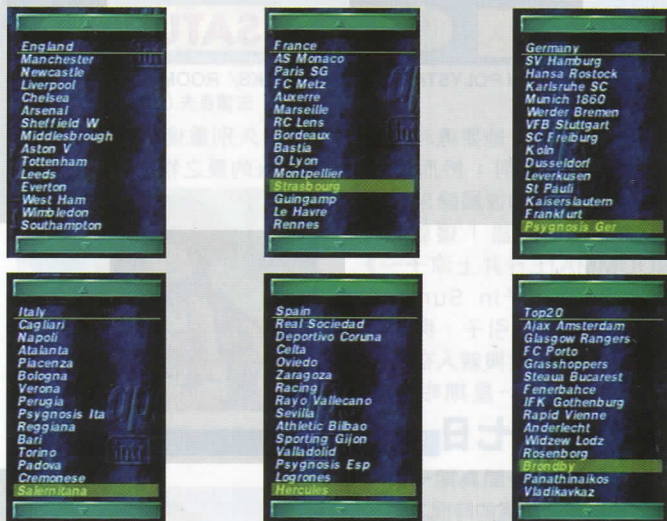 England
Manchester
Newcastle
Liverpool
Chelsea
Arsenal
Sheffield W
Middlesbrough
Aston V
Tottenham
Leeds
Everton
West Ham
Wimbledon
Southampton
France
AS Monaco
Paris SG
FC Metz
Auxerre
Marseille
RC Lens
Bordeaux
Bastia
O Lyon
Montpellier
Strasbourg
Guingamp
Le Havre
Rennes
Germany
SV Hamburg
Hansa Rostock
Karlsruhe SC
Munich 1860
Werder Bremen
VFB Stuttgart
SC Freiburg
Koln
Dusseldorf
Leverkusen
St Pauli
Kaiserslautern
Frankfurt
Psygnosis Ger
Italy
Cagliari
Napoli
Atalanta
Piacenza
Bologna
Verona
Perugia
Psygnosis Ita
Reggiana
Bari
Torino
Padova
Cremonese
Salernitana
Spain
Real Sociedad
Deportivo Coruna
Celta
Oviedo
Zaragoza
Racing
Rayo Vallecano
Sevilla
Athletic Bilbao
Sporting Gijon
Valladolid
Psygnosis Esp
Logrones
Hercules
Top20
Ajax Amsterdam
Glasgow Rangers
FC Porto
Grasshoppers
Steaua Bucarest
Fenerbahce
IFK Gothenburg
Rapid Vienne
Anderlecht
Widzew Lodz
Rosenborg
Brondby
Panathinaikos
Vladikavkaz